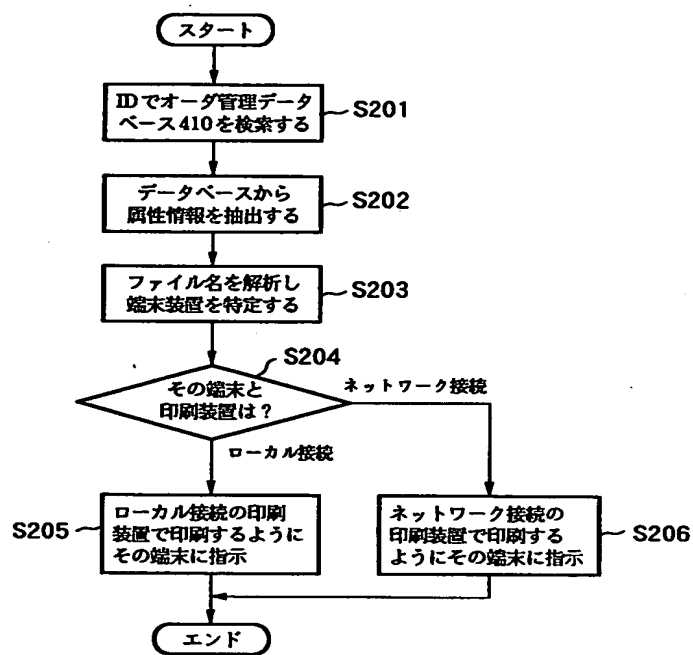 スタート
IDでオーダ管理データ
ベース410を検索する
S201
データベースから
属性情報を抽出する
S202
ファイル名を解析し
端末装置を特定する
S203
S204
その端末と
印刷装置は?
ネットワーク接続
ローカル接続
S205
ローカル接続の印刷
装置で印刷するように
その端末に指示
ネットワーク接続の
印刷装置で印刷する
ようにその端末に指示
S206
エンド